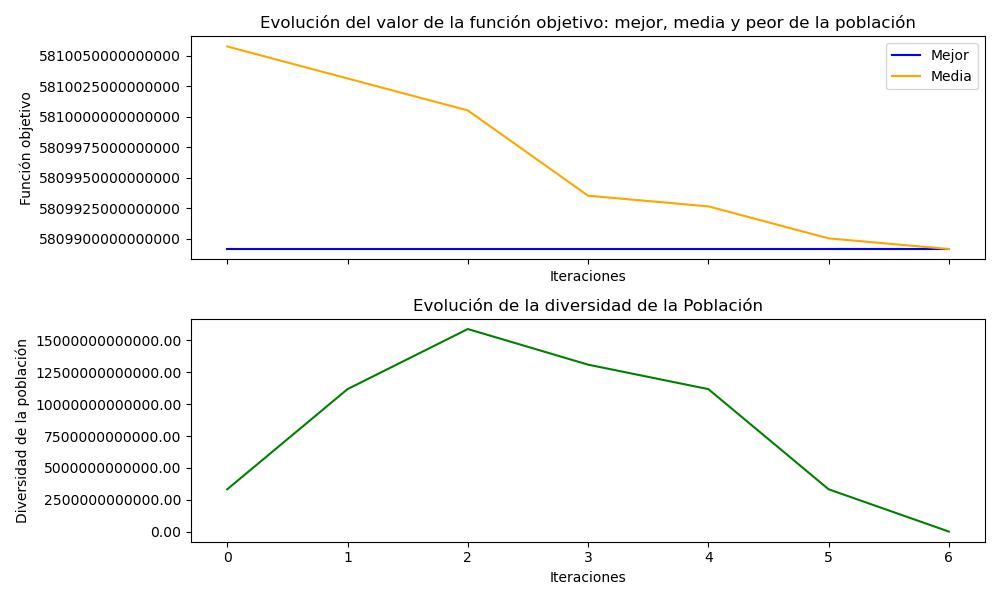 Evolución del valor de la función objetivo: mejor, media y peor de la población
Función objetivo
5810050000000000
5810025000000000
5810000000000000
5809975000000000
5809950000000000
5809925000000000
5809900000000000
Mejor
Media
Iteraciones
Evolución de la diversidad de la Población
Diversidad de la población
15000000000000.00
12500000000000.00
10000000000000.00
7500000000000.00
5000000000000.00
2500000000000.00
0.00
0 1 2 3 4 5 6
Iteraciones